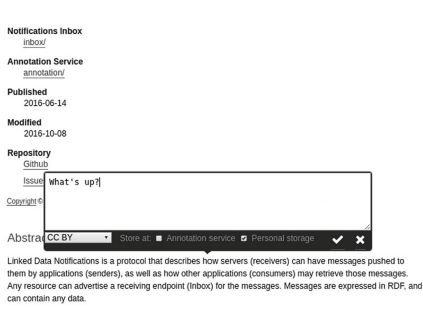 Notifications Inbox
inbox/
Annotation Service
annotation/
Published
2016-06-14
Modified
2016-10-08
Repository
Github
Issue
What's up?
Copyright ©
CC BY Store at: Annotation service Personal storage
Abstrac
Linked Data Notifications is a protocol that describes how servers (receivers) can have messages pushed to
them by applications (senders), as well as how other applications (consumers) may retrieve those messages.
Any resource can advertise a receiving endpoint (Inbox) for the messages. Messages are expressed in RDF, and
can contain any data.